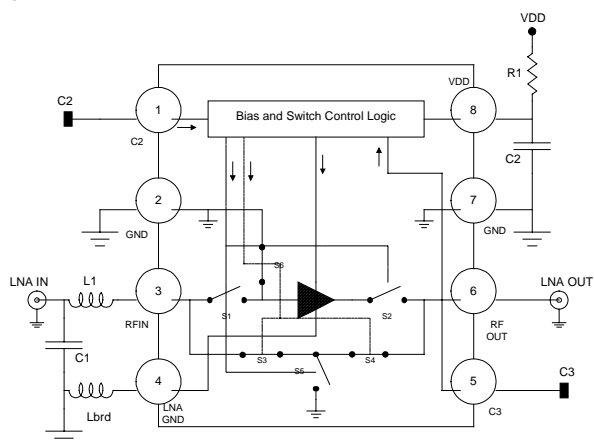 VDD
R1
VDD
C2
1
Bias and Switch Control Logic
8
C2
C2
2
7
GND
GND
S6
LNA IN
L1
3
6
LNA OUT
RFIN
S1
S2
RF
OUT
C1
S3
S4
4
S5
5
C3
LNA
GND
C3
Lbrd